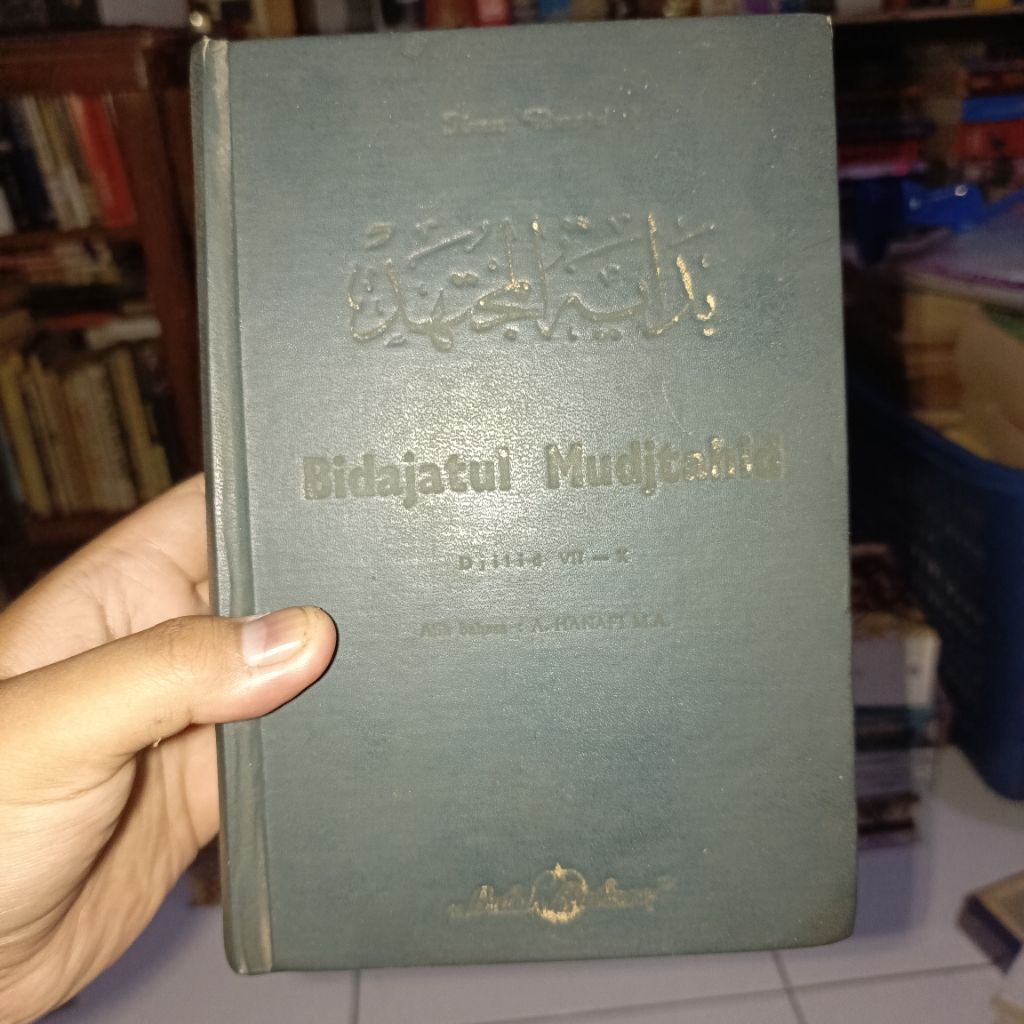 Ibnu Rusjd
بداية المجتهد
Bidajatul Mudjtahid
Djilid VII — X
Alih bahasa : A. HANAFI M.A.